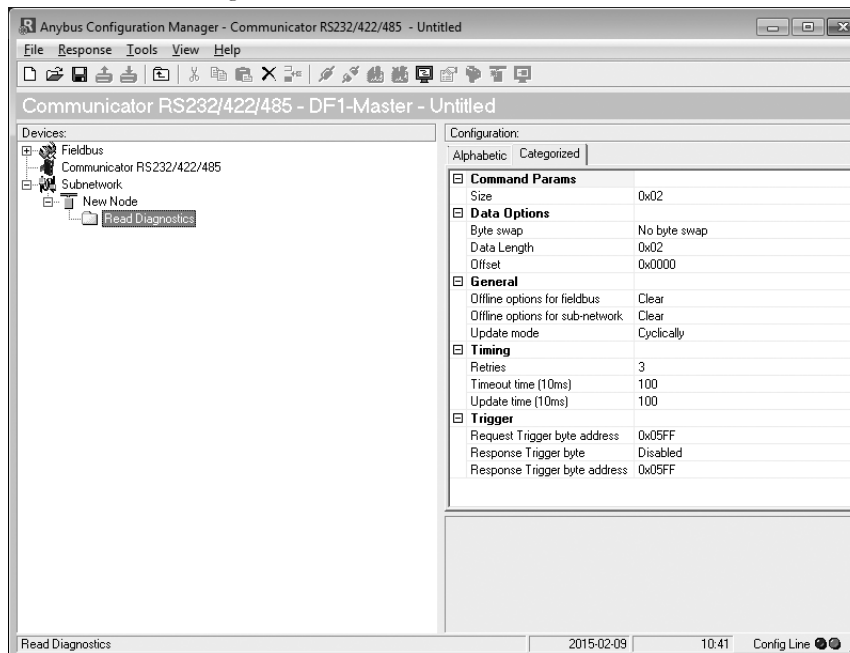 Anybus Configuration Manager - Communicator RS232/422/485 - Untitled
File Response Tools View Help
Communicator RS232/422/485 - DF1-Master - Untitled
Devices:
Fieldbus
Communicator RS232/422/485
Subnetwork
New Node
Read Diagnostics
Configuration:
Alphabetic Categorized
Command Params
Size 0x02
Data Options
Byte swap No byte swap
Data Length 0x02
Offset 0x0000
General
Offline options for fieldbus Clear
Offline options for sub-network Clear
Update mode Cyclically
Timing
Retries 3
Timeout time (10ms) 100
Update time (10ms) 100
Trigger
Request Trigger byte address 0x05FF
Response Trigger byte Disabled
Response Trigger byte address 0x05FF
Read Diagnostics 2015-02-09 10:41 Config Line